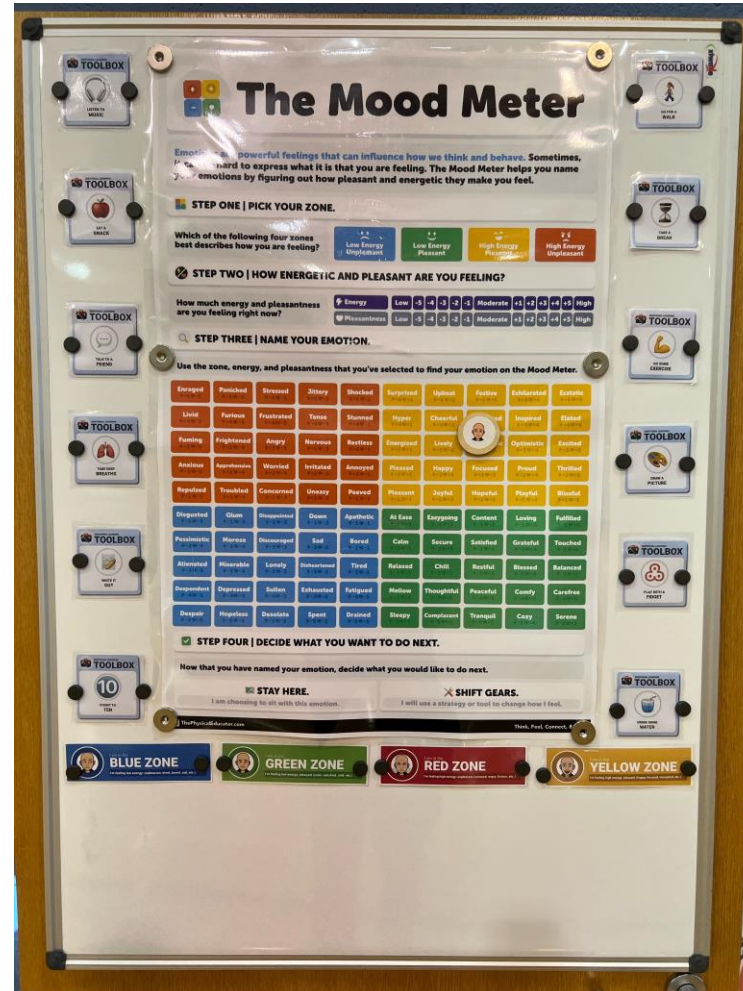 The Mood Meter
Emotions are powerful feelings that can influence how we think and behave. Sometimes,
hard to express what it is that you are feeling. The Mood Meter helps you name
your emotions by figuring out how pleasant and energetic they make you feel.
STEP ONE | PICK YOUR ZONE.
Which of the following four zones
best describes how you are feeling?
Low Energy
Unpleasant
Low Energy
Pleasant
High Energy
Pleasant
High Energy
Unpleasant
STEP TWO | HOW ENERGETIC AND PLEASANT ARE YOU FEELING?
How much energy and pleasantness
are you feeling right now?
Energy Low -5 -4 -3 -2 -1 Moderate +1 +2 +3 +4 +5 High
Pleasantness Low -5 -4 -3 -2 -1 Moderate +1 +2 +3 +4 +5 High
STEP THREE | NAME YOUR EMOTION.
Use the zone, energy, and pleasantness that you've selected to find your emotion on the Mood Meter.
Enraged Panicked Stressed Jittery Shocked Surprised Upbeat Festive Exhilarated Ecstatic
Livid Furious Frustrated Tense Stunned Hyper Cheerful Inspired Elated
Fuming Frightened Angry Nervous Restless Energized Lively Optimistic Excited
Anxious Apprehensive Worried Irritated Annoyed Pleased Happy Focused Proud Thrilled
Repulsed Troubled Concerned Uneasy Peeved Pleasant Joyful Hopeful Playful Blissful
Disgusted Glum Disappointed Down Apathetic At Ease Easygoing Content Loving Fulfilled
Pessimistic Morose Discouraged Sad Bored Calm Secure Satisfied Grateful Touched
Alienated Miserable Lonely Disheartened Tired Relaxed Chill Restful Blessed Balanced
Despondent Depressed Sullen Exhausted Fatigued Mellow Thoughtful Peaceful Comfy Carefree
Despair Hopeless Desolate Spent Drained Sleepy Complacent Tranquil Cozy Serene
STEP FOUR | DECIDE WHAT YOU WANT TO DO NEXT.
Now that you have named your emotion, decide what you would like to do next.
STAY HERE.
I am choosing to sit with this emotion.
SHIFT GEARS.
I will use a strategy or tool to change how I feel.
ThePhysicalEducator.com
Think, Feel, Connect,
TOOLBOX
LISTEN TO
MUSIC
TOOLBOX
EAT A
SNACK
TOOLBOX
TALK TO A
FRIEND
TOOLBOX
TAKE DEEP
BREATHS
TOOLBOX
WRITE IT
OUT
TOOLBOX
10
COUNT TO
TEN
TOOLBOX
GO FOR A
WALK
TOOLBOX
TAKE A
BREAK
TOOLBOX
DO SOME
EXERCISE
TOOLBOX
DRAW A
PICTURE
TOOLBOX
PLAY WITH A
FIDGET
TOOLBOX
DRINK SOME
WATER
BLUE ZONE
GREEN ZONE
RED ZONE
YELLOW ZONE